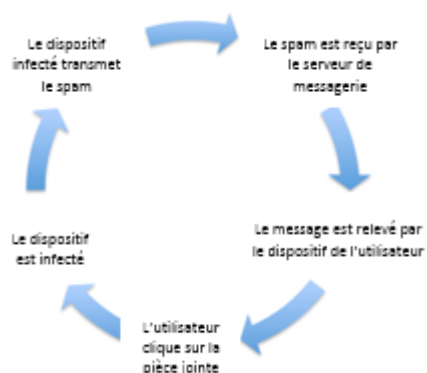 Le dispositif
infecté transmet
le spam
Le spam est reçu par
le serveur de
messagerie
Le message est relevé par
le dispositif de l'utilisateur
L'utilisateur
clique sur la
pièce jointe
Le dispositif
est infecté